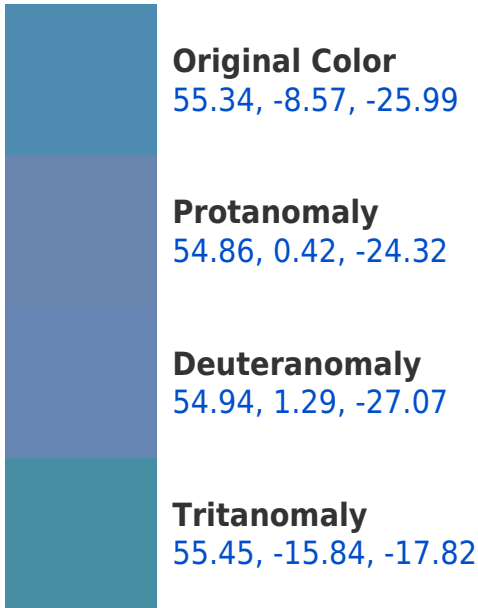 Original Color
55.34, -8.57, -25.99
Protanomaly
54.86, 0.42, -24.32
Deuteranomaly
54.94, 1.29, -27.07
Tritanomaly
55.45, -15.84, -17.82